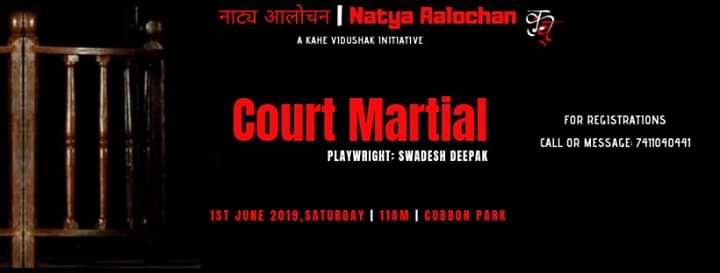 नाट्य आलोचन | Natya Aalochan
A KAHE VIDUSHAK INITIATIVE
Court Martial
PLAYWRIGHT: SWADESH DEEPAK
FOR REGISTRATIONS
CALL OR MESSAGE: 7411040441
1ST JUNE 2019,SATURDAY | 11AM | CUBBON PARK